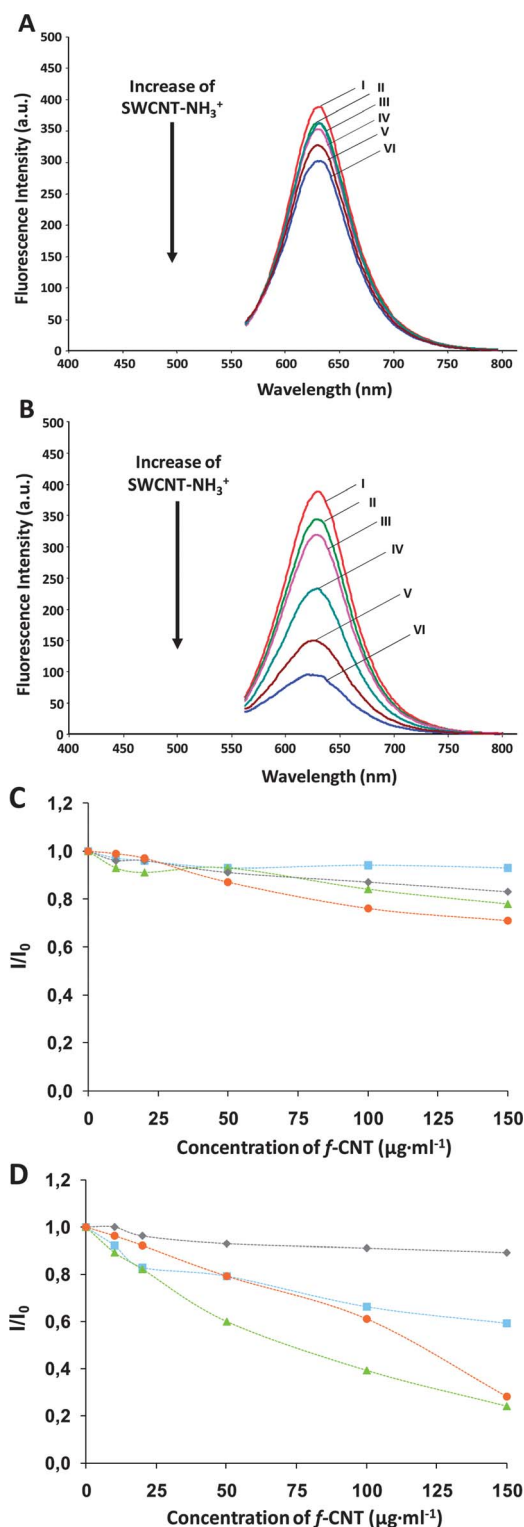 A
500
450
400
350
300
250
200
150
100
50
0
Fluorescence Intensity (a.u.)
Increase of
SWCNT-NH₃⁺
I
II
III
IV
V
VI
400 450 500 550 600 650 700 750 800
Wavelength (nm)
B
500
450
400
350
300
250
200
150
100
50
0
Fluorescence Intensity (a.u.)
Increase of
SWCNT-NH₃⁺
I
II
III
IV
V
VI
400 450 500 550 600 650 700 750 800
Wavelength (nm)
C
1,2
1,0
0,8
0,6
0,4
0,2
0,0
I/I₀
0 25 50 75 100 125 150
Concentration of f-CNT (µg·ml⁻¹)
D
1,2
1,0
0,8
0,6
0,4
0,2
0,0
I/I₀
0 25 50 75 100 125 150
Concentration of f-CNT (µg·ml⁻¹)